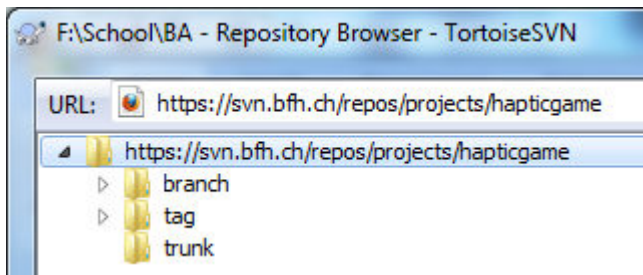 F:\School\BA - Repository Browser - TortoiseSVN
URL: https://svn.bfh.ch/repos/projects/hapticgame
https://svn.bfh.ch/repos/projects/hapticgame
branch
tag
trunk